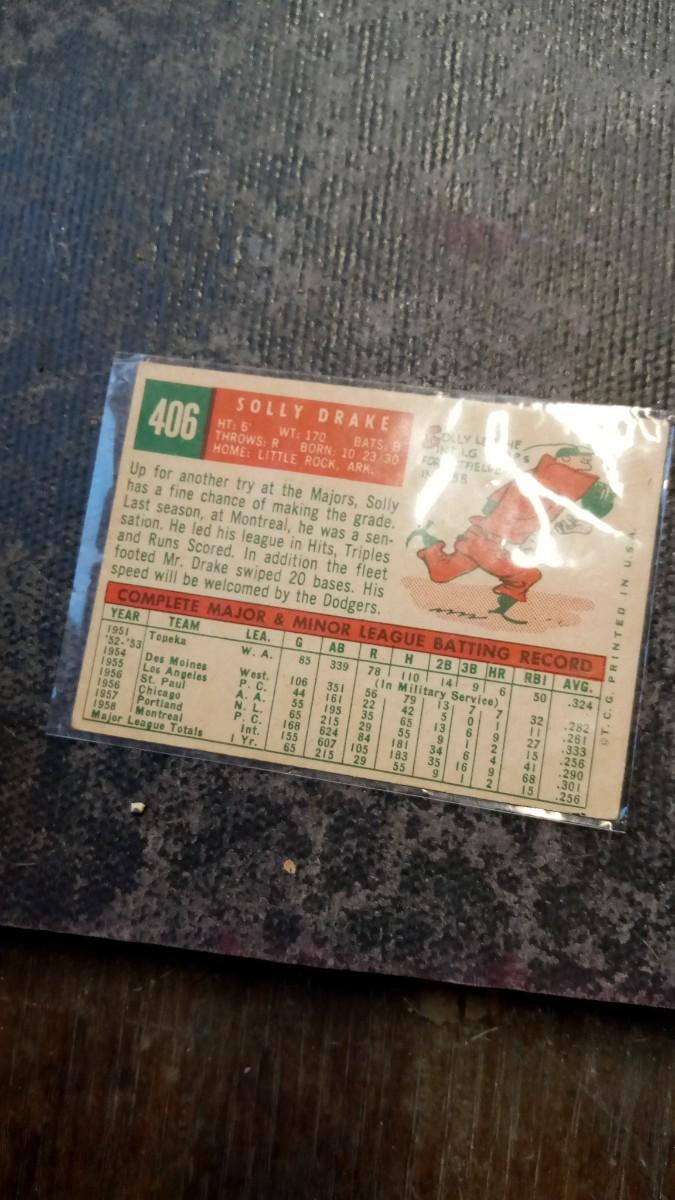 406
SOLLY DRAKE
HT: 6' WT: 170 BATS: B
THROWS: R BORN: 10/23/30
HOME: LITTLE ROCK, ARK.
Up for another try at the Majors, Solly
has a fine chance of making the grade.
Last season, at Montreal, he was a sen-
sation. He led his league in Hits, Triples
and Runs Scored. In addition the fleet
footed Mr. Drake swiped 20 bases. His
speed will be welcomed by the Dodgers.
SOLLY
FOR
IN
COMPLETE MAJOR & MINOR LEAGUE BATTING RECORD
YEAR TEAM LEA. G AB R H 2B 3B HR RBI AVG.
1951 Topeka W. A. 85 339 78 110 14 9 6 50 .324
'52-'53 (In Military Service)
1954 Des Moines West. 106 351 56 79 13 7 7 32 .282
1955 Los Angeles P. C. 44 161 22 42 5 0 1 11 .261
1956 St. Paul A. A. 55 195 35 65 13 6 9 27 .333
1956 Chicago N. L. 65 215 29 55 9 1 2 15 .256
1957 Portland P. C. 168 624 84 181 34 6 4 41 .290
1958 Montreal Int. 155 607 105 183 35 16 9 68 .301
Major League Totals 1 Yr. 65 215 29 55 9 1 2 15 .256
©T.C.G. PRINTED IN U.S.A.